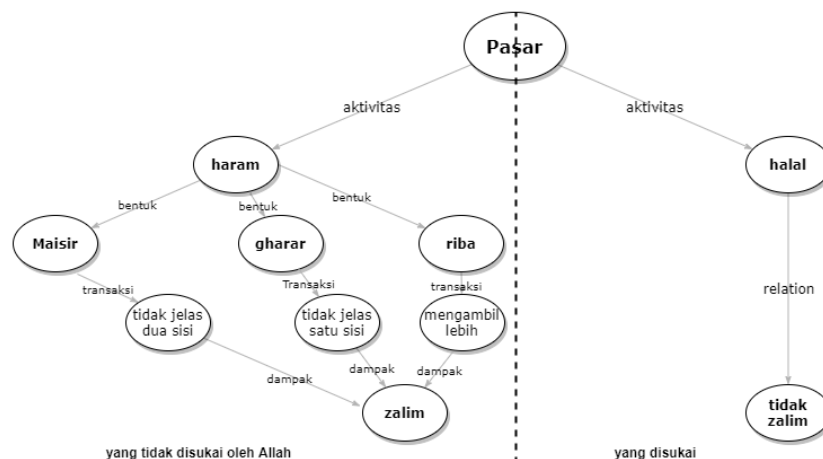 Pasar
aktivitas
aktivitas
haram
halal
bentuk
bentuk
bentuk
Maisir
gharar
riba
transaksi
Transaksi
transaksi
relation
tidak jelas
dua sisi
tidak jelas
satu sisi
mengambil
lebih
dampak
dampak
dampak
zalim
tidak
zalim
yang tidak disukai oleh Allah
yang disukai